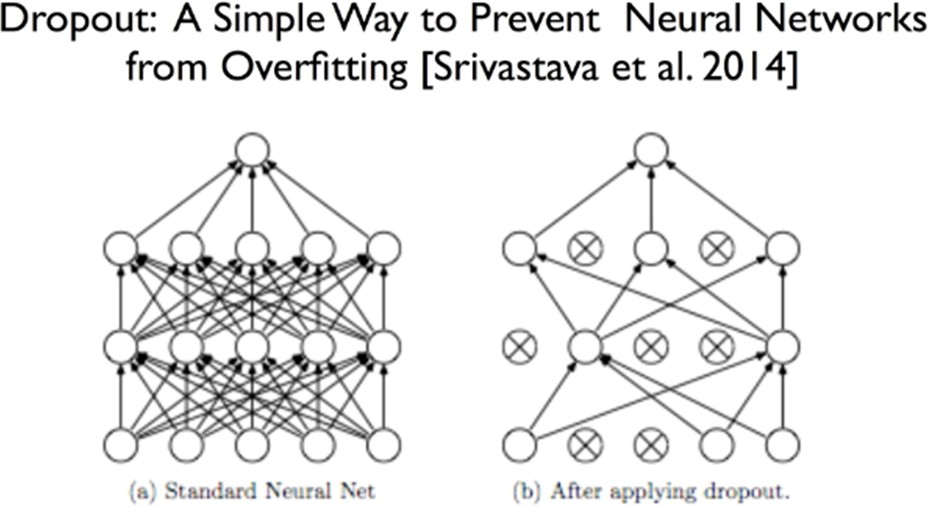 Dropout: A Simple Way to Prevent Neural Networks
from Overfitting [Srivastava et al. 2014]
(a) Standard Neural Net
(b) After applying dropout.